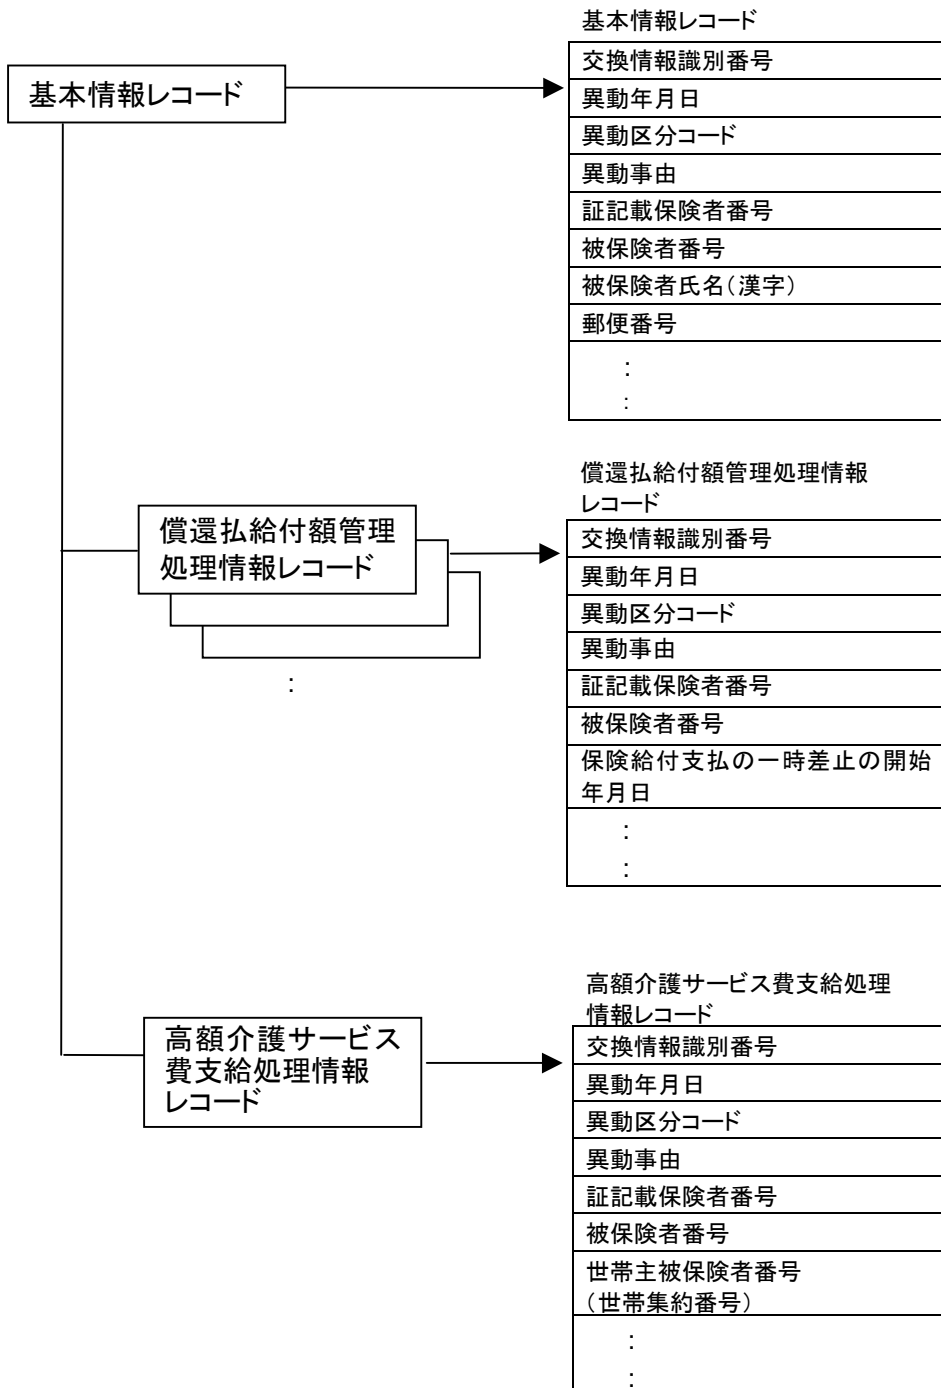 基本情報レコード
基本情報レコード
交換情報識別番号
異動年月日
異動区分コード
異動事由
証記載保険者番号
被保険者番号
被保険者氏名(漢字)
郵便番号
:
:
償還払給付額管理
処理情報レコード
:
償還払給付額管理処理情報
レコード
交換情報識別番号
異動年月日
異動区分コード
異動事由
証記載保険者番号
被保険者番号
保険給付支払の一時差止の開始
年月日
:
:
高額介護サービス
費支給処理情報
レコード
高額介護サービス費支給処理
情報レコード
交換情報識別番号
異動年月日
異動区分コード
異動事由
証記載保険者番号
被保険者番号
世帯主被保険者番号
(世帯集約番号)
:
: